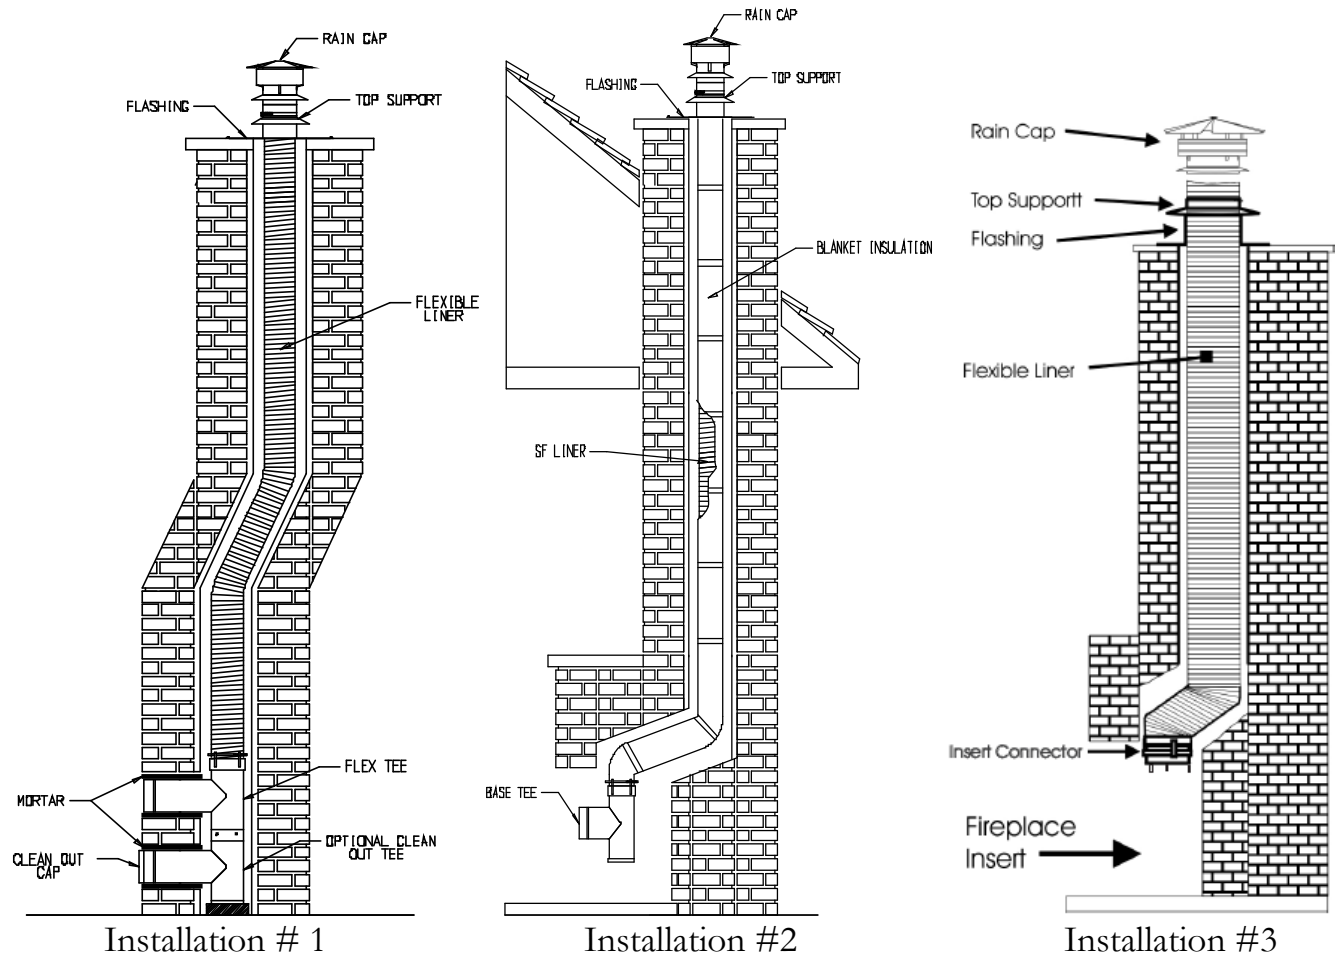 RAIN CAP
FLASHING
TOP SUPPORT
FLEXIBLE
LINER
FLEX TEE
MORTAR
OPTIONAL CLEAN
OUT TEE
CLEAN OUT
CAP
Installation # 1
RAIN CAP
TOP SUPPORT
FLASHING
BLANKET INSULATION
SF LINER
BASE TEE
Installation #2
Rain Cap
Top Supportt
Flashing
Flexible Liner
Insert Connector
Fireplace
Insert
Installation #3